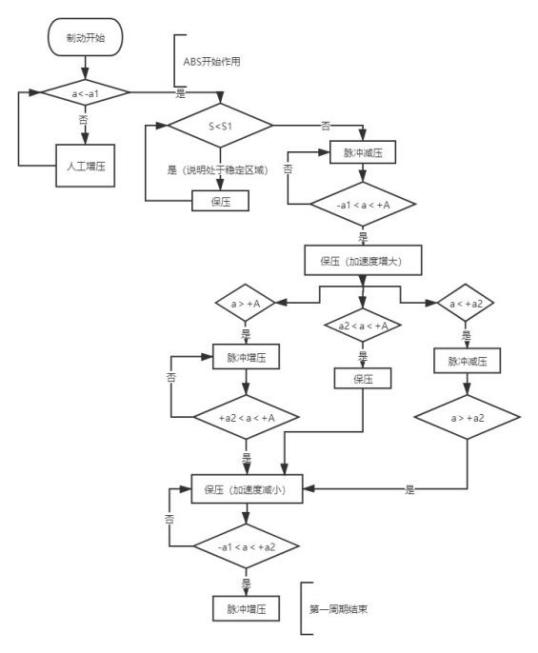 制动开始
ABS开始作用
a<-a1
是
否
S<S1
否
人工增压
脉冲减压
是（说明处于稳定区域）
否
保压
-a1<a<+A
是
保压（加速度增大）
a>+A
a2<a<+A
a<+a2
是
是
是
脉冲增压
脉冲减压
否
保压
+a2<a<+A
a>+a2
是
保压（加速度减小）
是
否
-a1<a<+a2
是
脉冲增压
第一周期结束